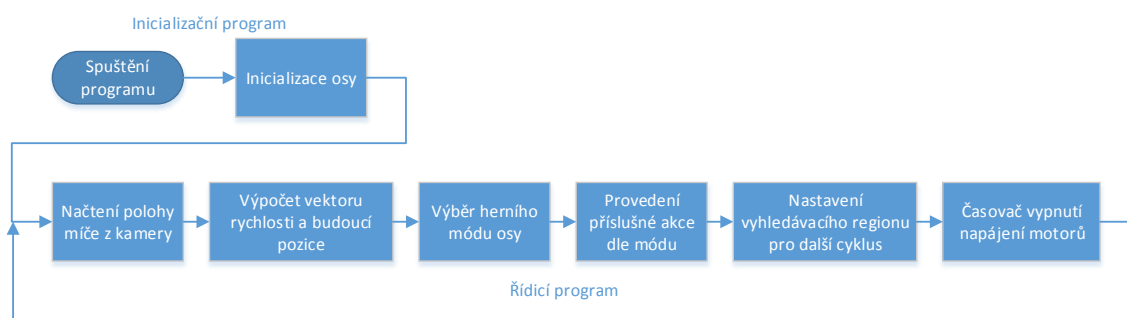 Inicializační program
Spuštění
programu
Inicializace osy
Načtení polohy
míče z kamery
Výpočet vektoru
rychlosti a budoucí
pozice
Výběr herního
módu osy
Provedení
příslušné akce
dle módu
Nastavení
vyhledávacího regionu
pro další cyklus
Časovač vypnutí
napájení motorů
Řídicí program